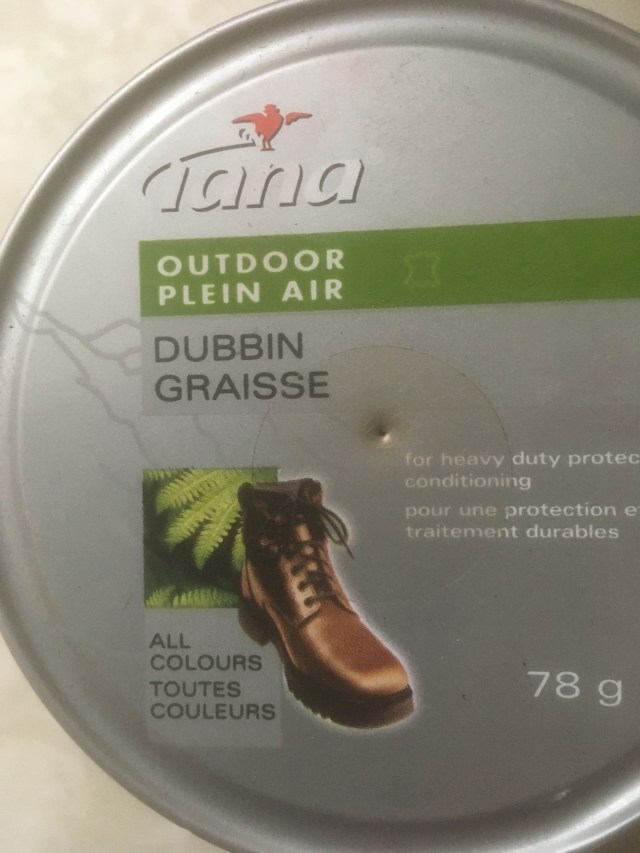 Tana
OUTDOOR
PLEIN AIR
DUBBIN
GRAISSE
for heavy duty protec
conditioning
pour une protection e
traitement durables
ALL
COLOURS
TOUTES
COULEURS
78 g